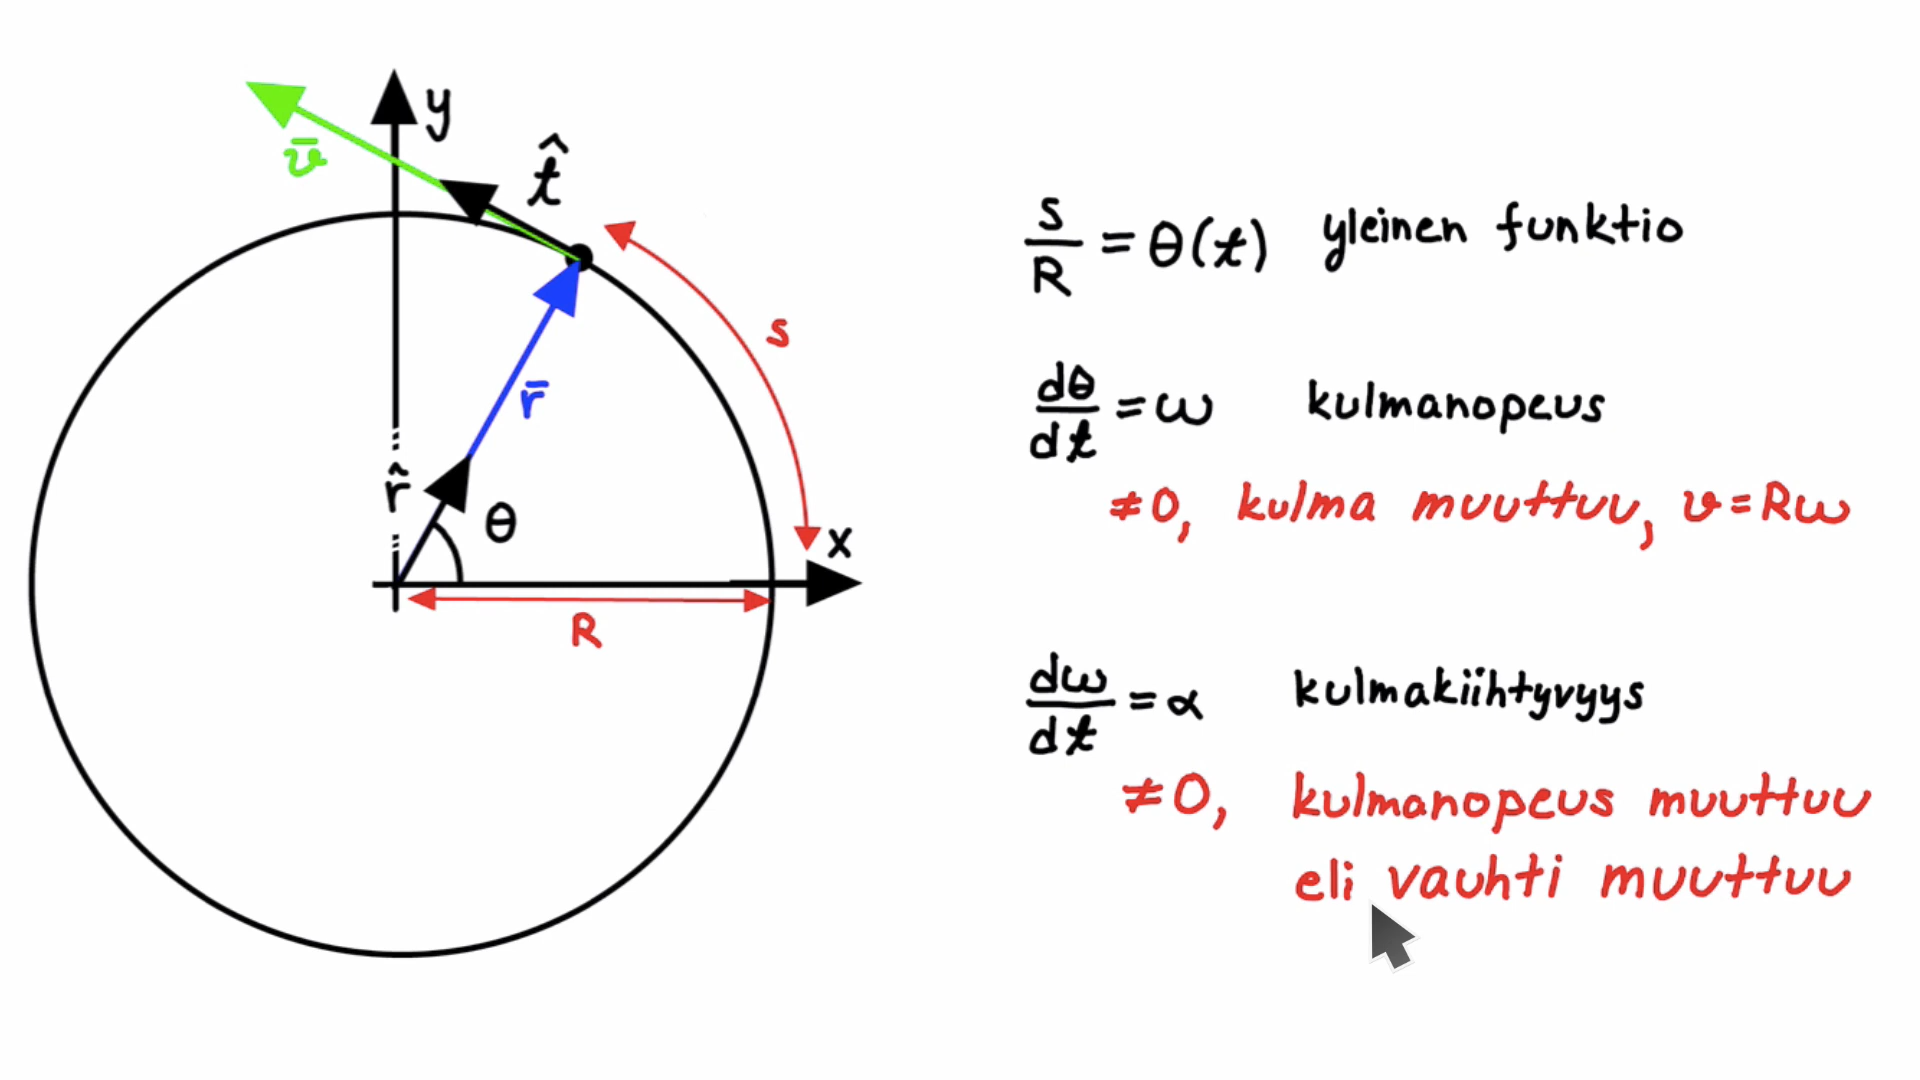 y
v̄
t̂
s
r̄
r̂
θ
x
R
s/R = θ(t) yleinen funktio
dθ/dt = ω kulmanopeus
≠0, kulma muuttuu, v=Rω
dω/dt = α kulmakiihtyvyys
≠0, kulmanopeus muuttuu
eli vauhti muuttuu